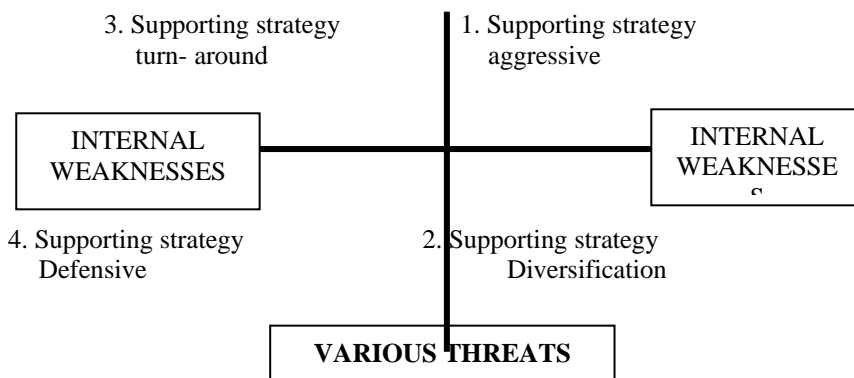 3. Supporting strategy
turn- around
1. Supporting strategy
aggressive
INTERNAL
WEAKNESSES
INTERNAL
WEAKNESSE
S
4. Supporting strategy
Defensive
2. Supporting strategy
Diversification
VARIOUS THREATS